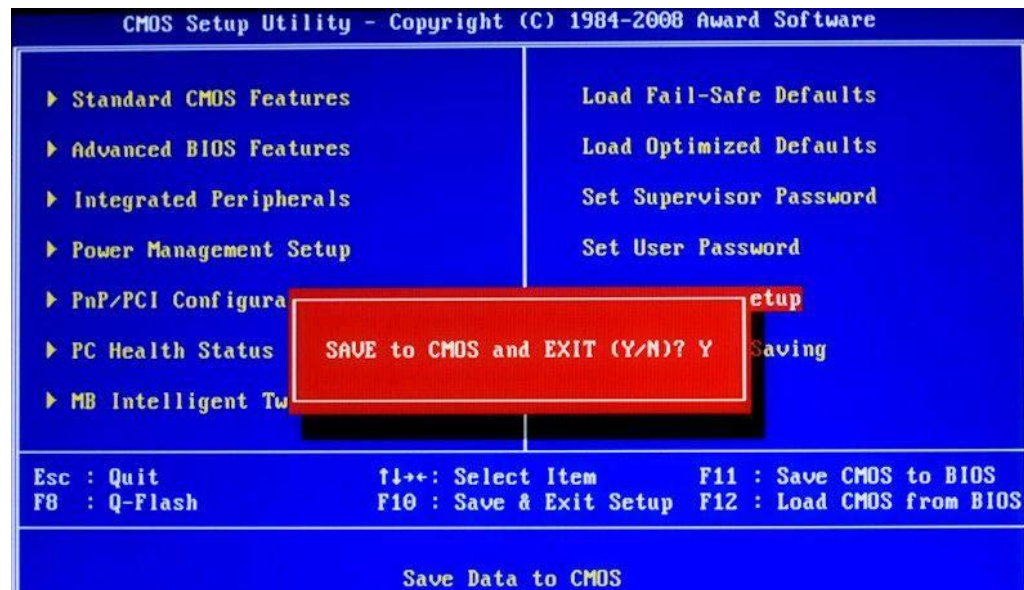 CMOS Setup Utility - Copyright (C) 1984-2008 Award Software
▶ Standard CMOS Features
▶ Advanced BIOS Features
▶ Integrated Peripherals
▶ Power Management Setup
▶ PnP/PCI Configura
▶ PC Health Status
▶ MB Intelligent Tw
Load Fail-Safe Defaults
Load Optimized Defaults
Set Supervisor Password
Set User Password
etup
Saving
SAVE to CMOS and EXIT (Y/N)? Y
Esc : Quit
F8 : Q-Flash
↑↓→←: Select Item
F10 : Save & Exit Setup
F11 : Save CMOS to BIOS
F12 : Load CMOS from BIOS
Save Data to CMOS